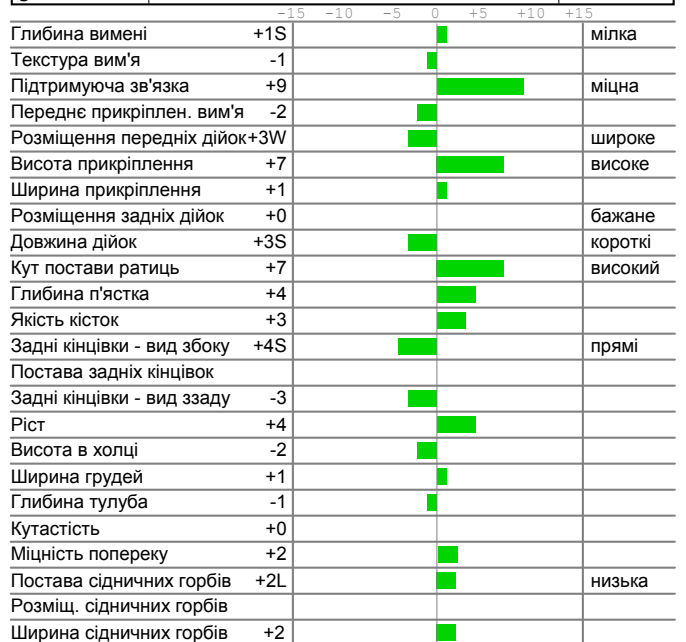 -15 -10 -5 0 +5 +10 +15
Глибина вимені +1S мілка
Текстура вим'я -1
Підтримуюча зв'язка +9 міцна
Переднє прикріплен. вим'я -2
Розміщення передніх дійок+3W широке
Висота прикріплення +7 високе
Ширина прикріплення +1
Розміщення задніх дійок +0 бажане
Довжина дійок +3S короткі
Кут постави ратиць +7 високий
Глибина п'ястка +4
Якість кісток +3
Задні кінцівки - вид збоку +4S прямі
Постава задніх кінцівок
Задні кінцівки - вид ззаду -3
Ріст +4
Висота в холці -2
Ширина грудей +1
Глибина тулуба -1
Кутастість +0
Міцність попереку +2
Постава сідничних горбів +2L низька
Розміщ. сідничних горбів
Ширина сідничних горбів +2